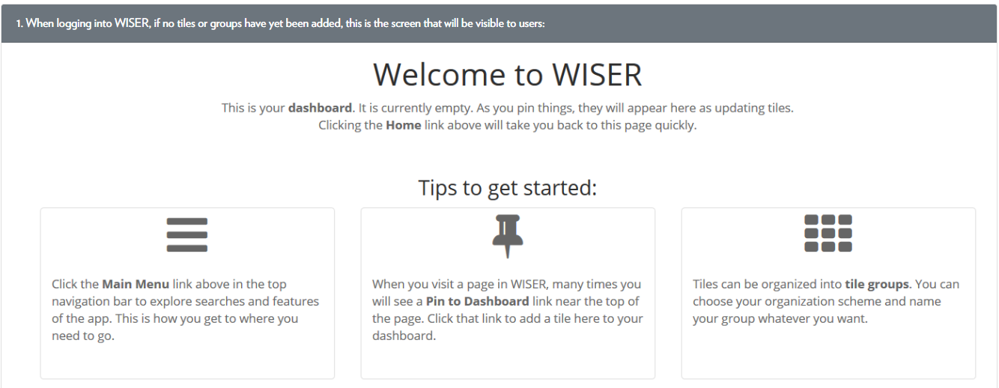 1. When logging into WISER, if no tiles or groups have yet been added, this is the screen that will be visible to users:
Welcome to WISER
This is your dashboard. It is currently empty. As you pin things, they will appear here as updating tiles.
Clicking the Home link above will take you back to this page quickly.
Tips to get started:
Click the Main Menu link above in the top
navigation bar to explore searches and features
of the app. This is how you get to where you
need to go.
When you visit a page in WISER, many times you
will see a Pin to Dashboard link near the top of
the page. Click that link to add a tile here to your
dashboard.
Tiles can be organized into tile groups. You can
choose your organization scheme and name
your group whatever you want.